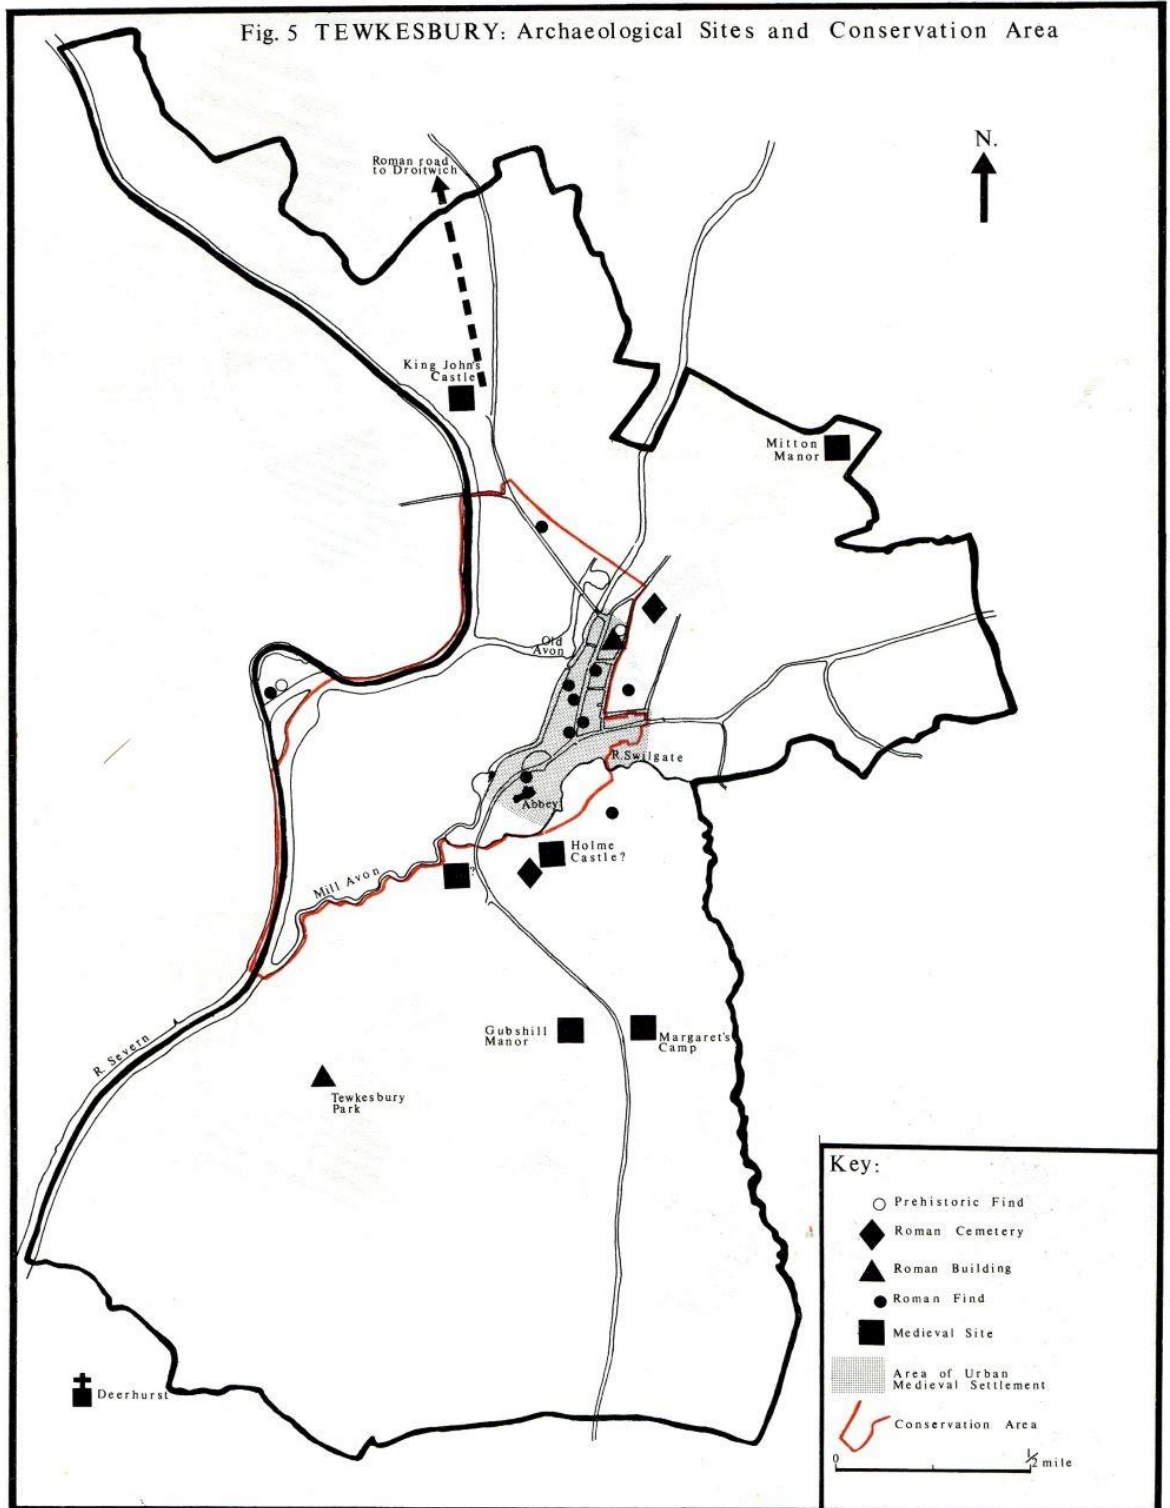 Fig. 5 TEWKESBURY: Archaeological Sites and Conservation Area
N.
Roman road
to Droitwich
King John's
Castle
Mitton
Manor
Old
Avon
R. Swilgate
Abbey
Holme
Castle?
?
Mill Avon
Gubshill
Manor
Margaret's
Camp
R. Severn
Tewkesbury
Park
Deerhurst
Key:
Prehistoric Find
Roman Cemetery
Roman Building
Roman Find
Medieval Site
Area of Urban
Medieval Settlement
Conservation Area
0 1/2 mile